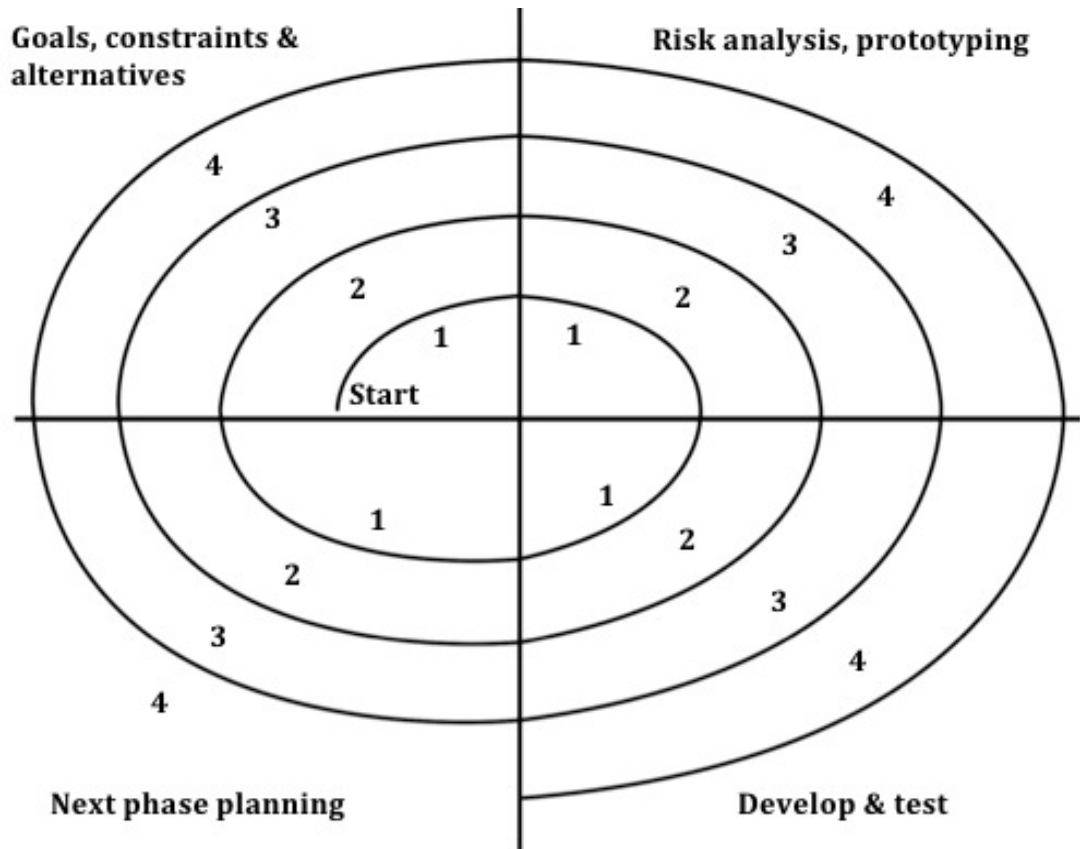 Goals, constraints &
alternatives
Risk analysis, prototyping
4
4
3
3
2
2
1
1
Start
1
1
2
2
3
3
4
4
Next phase planning
Develop & test